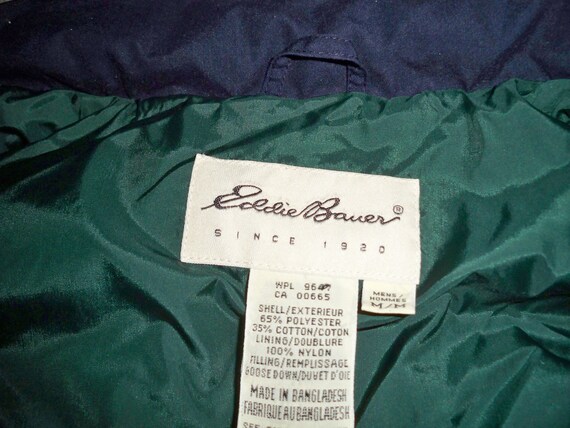 Eddie Bauer®
SINCE 1920
WPL
CA 00665
MENS/
HOMMES
M/M
SHELL/EXTERIEUR
65% POLYESTER
35% COTTON/COTON
LINING/DOUBLURE
100% NYLON
FILLING/REMPLISSAGE
GOOSE DOWN/DUVET D'OIE
MADE IN BANGLADESH
FABRIQUE AU BANGLADESH